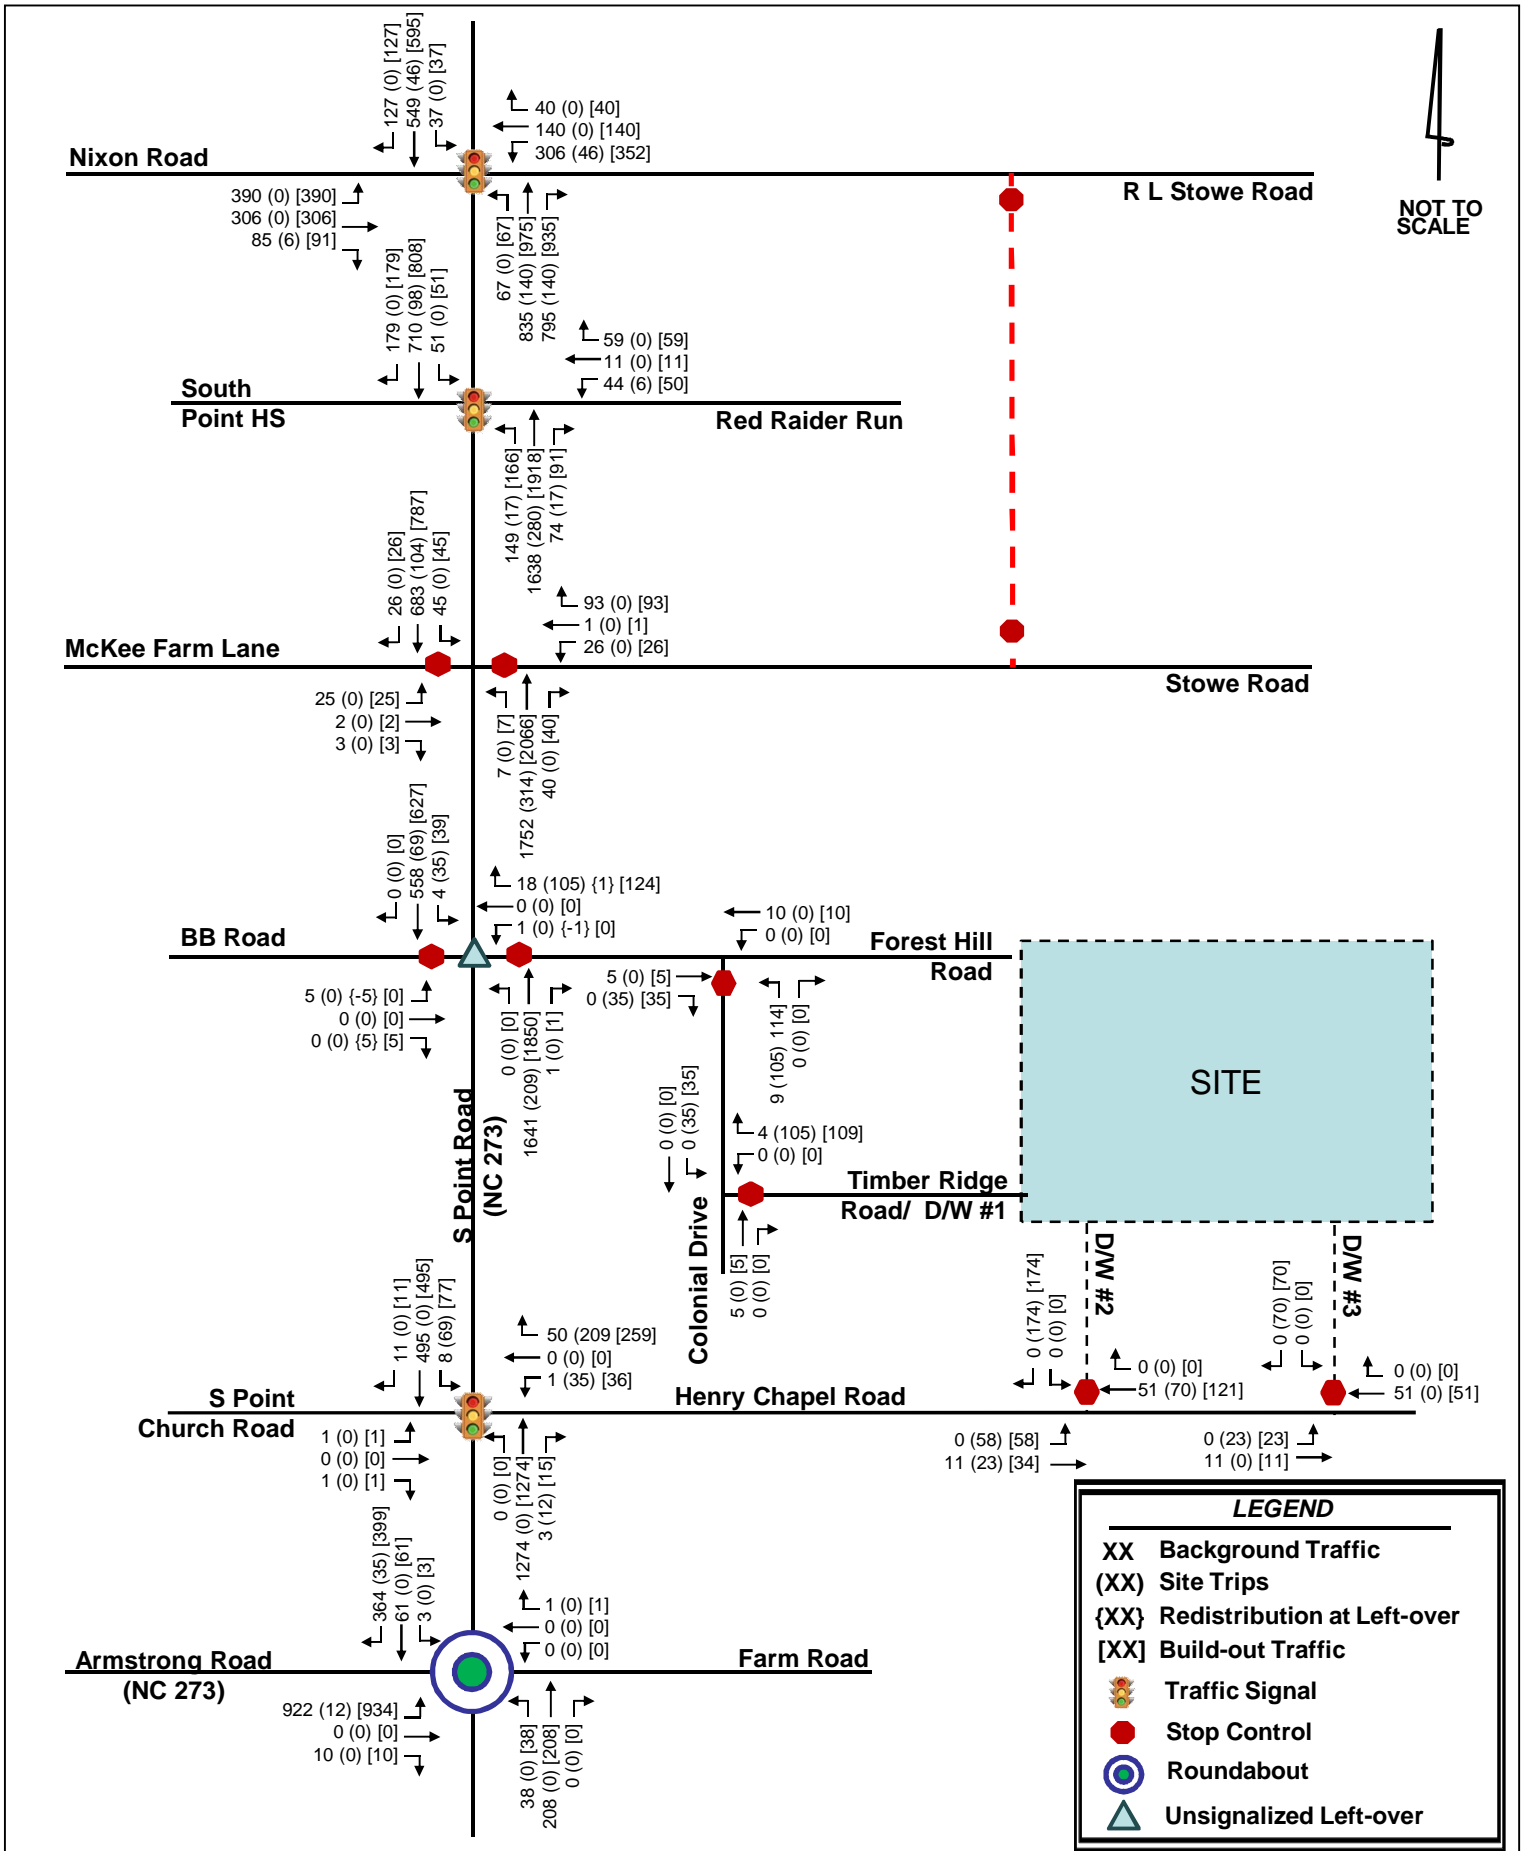 127 (0) [127]
549 (46) [595]
37 (0) [37]
40 (0) [40]
140 (0) [140]
306 (46) [352]
Nixon Road
R L Stowe Road
NOT TO
SCALE
390 (0) [390]
306 (0) [306]
85 (6) [91]
67 (0) [67]
835 (140) [975]
795 (140) [935]
179 (0) [179]
710 (98) [808]
51 (0) [51]
59 (0) [59]
11 (0) [11]
44 (6) [50]
South
Point HS
Red Raider Run
149 (17) [166]
1638 (280) [1918]
74 (17) [91]
26 (0) [26]
683 (104) [787]
45 (0) [45]
93 (0) [93]
1 (0) [1]
26 (0) [26]
McKee Farm Lane
Stowe Road
25 (0) [25]
2 (0) [2]
3 (0) [3]
7 (0) [7]
1752 (314) [2066]
40 (0) [40]
0 (0) [0]
558 (69) [627]
4 (35) [39]
18 (105) {1} [124]
0 (0) [0]
1 (0) {-1} [0]
10 (0) [10]
0 (0) [0]
BB Road
Forest Hill
Road
5 (0) {-5} [0]
0 (0) [0]
0 (0) {5} [5]
0 (0) [0]
1641 (209) [1850]
1 (0) [1]
5 (0) [5]
0 (35) [35]
9 (105) 114]
0 (0) [0]
SITE
S Point Road
(NC 273)
0 (0) [0]
0 (35) [35]
4 (105) [109]
0 (0) [0]
Timber Ridge
Road/ D/W #1
Colonial Drive
5 (0) [5]
0 (0) [0]
D/W #2
D/W #3
0 (174) [174]
0 (0) [0]
0 (70) [70]
0 (0) [0]
11 (0) [11]
495 (0) [495]
8 (69) [77]
50 (209 [259]
0 (0) [0]
1 (35) [36]
0 (0) [0]
51 (70) [121]
0 (0) [0]
51 (0) [51]
S Point
Church Road
Henry Chapel Road
1 (0) [1]
0 (0) [0]
1 (0) [1]
0 (0) [0]
1274 (0) [1274]
3 (12) [15]
0 (58) [58]
11 (23) [34]
0 (23) [23]
11 (0) [11]
364 (35) [399]
61 (0) [61]
3 (0) [3]
1 (0) [1]
0 (0) [0]
0 (0) [0]
Armstrong Road
(NC 273)
Farm Road
922 (12) [934]
0 (0) [0]
10 (0) [10]
38 (0) [38]
208 (0) [208]
0 (0) [0]
LEGEND
XX Background Traffic
(XX) Site Trips
{XX} Redistribution at Left-over
[XX] Build-out Traffic
Traffic Signal
Stop Control
Roundabout
Unsignalized Left-over